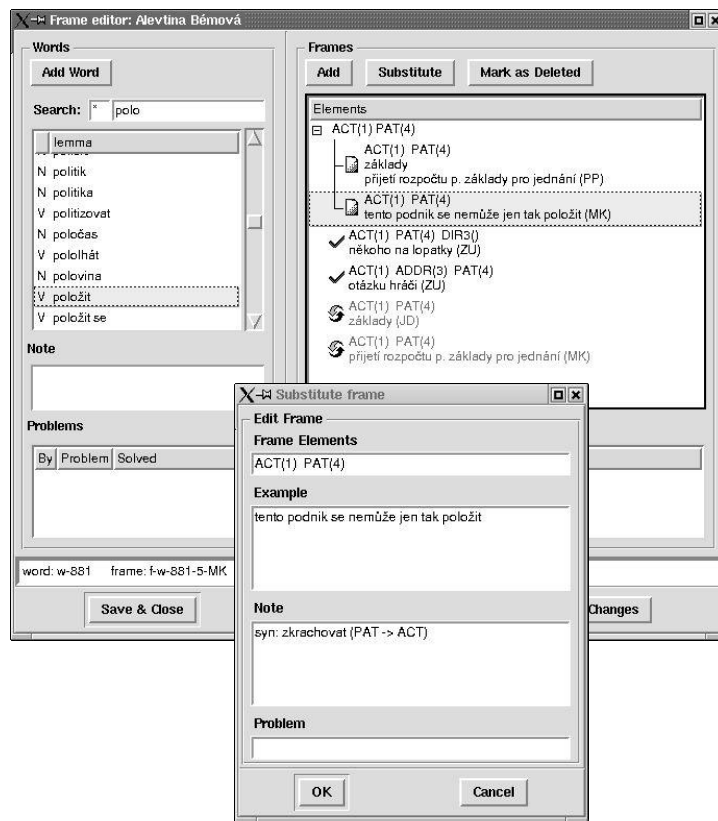 Frame editor: Alevtina Bémová
Words
Add Word
Search: * polo
lemma
N politik
N politika
V politizovat
N poločas
V pololhát
N polovina
V položit
V položit se
Note
Problems
By Problem Solved
Frames
Add Substitute Mark as Deleted
Elements
ACT(1) PAT(4)
ACT(1) PAT(4)
základy
přijetí rozpočtu p. základy pro jednání (PP)
ACT(1) PAT(4)
tento podnik se nemůže jen tak položit (MK)
ACT(1) PAT(4) DIR3()
někoho na lopatky (ZU)
ACT(1) ADDR(3) PAT(4)
otázku hráči (ZU)
ACT(1) PAT(4)
základy (JD)
ACT(1) PAT(4)
přijetí rozpočtu p. základy pro jednání (MK)
word: w-881 frame: f-w-881-5-MK
Save & Close
Changes
Substitute frame
Edit Frame
Frame Elements
ACT(1) PAT(4)
Example
tento podnik se nemůže jen tak položit
Note
syn: zkrachovat (PAT -> ACT)
Problem
OK Cancel